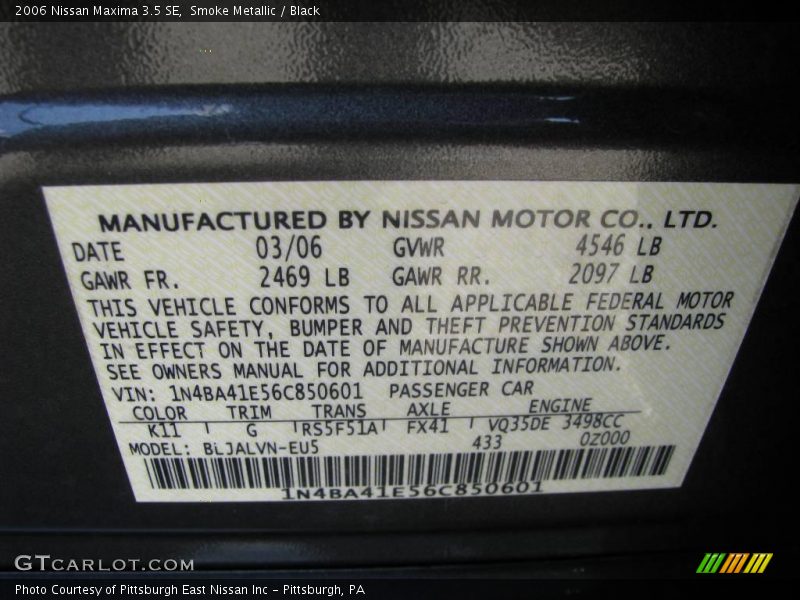 2006 Nissan Maxima 3.5 SE, Smoke Metallic / Black
MANUFACTURED BY NISSAN MOTOR CO., LTD.
DATE 03/06 GVWR 4546 LB
GAWR FR. 2469 LB GAWR RR. 2097 LB
THIS VEHICLE CONFORMS TO ALL APPLICABLE FEDERAL MOTOR
VEHICLE SAFETY, BUMPER AND THEFT PREVENTION STANDARDS
IN EFFECT ON THE DATE OF MANUFACTURE SHOWN ABOVE.
SEE OWNERS MANUAL FOR ADDITIONAL INFORMATION.
VIN: 1N4BA41E56C850601 PASSENGER CAR
COLOR TRIM TRANS AXLE ENGINE
K11 G RS5F51A FX41 VQ35DE 3498CC
MODEL: BLJALVN-EU5 433 0Z000
1N4BA41E56C850601
GTCARLOT.COM
Photo Courtesy of Pittsburgh East Nissan Inc - Pittsburgh, PA